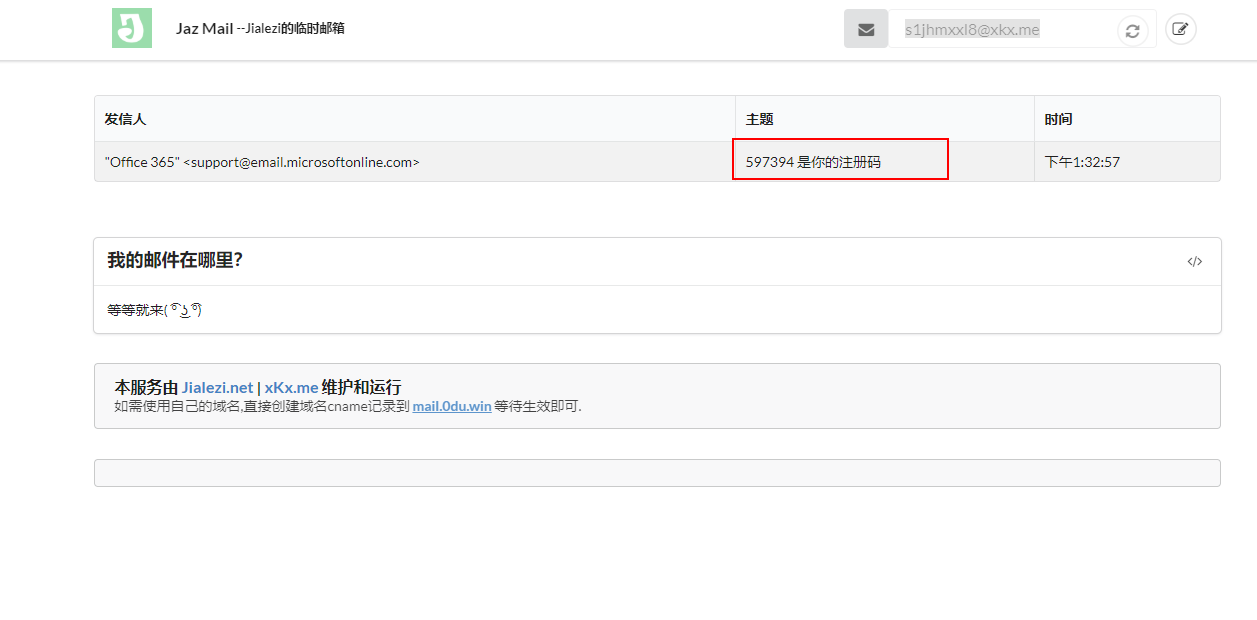 Jaz Mail --Jialezi的临时邮箱
s1jhmxxl8@xkx.me
发信人 主题 时间
"Office 365" <support@email.microsoftonline.com> 597394 是你的注册码 下午1:32:57
我的邮件在哪里?
</>
等等就来( ͡° ͜ʖ ͡°)
本服务由 Jialezi.net | xKx.me 维护和运行
如需使用自己的域名,直接创建域名cname记录到 mail.0du.win 等待生效即可.